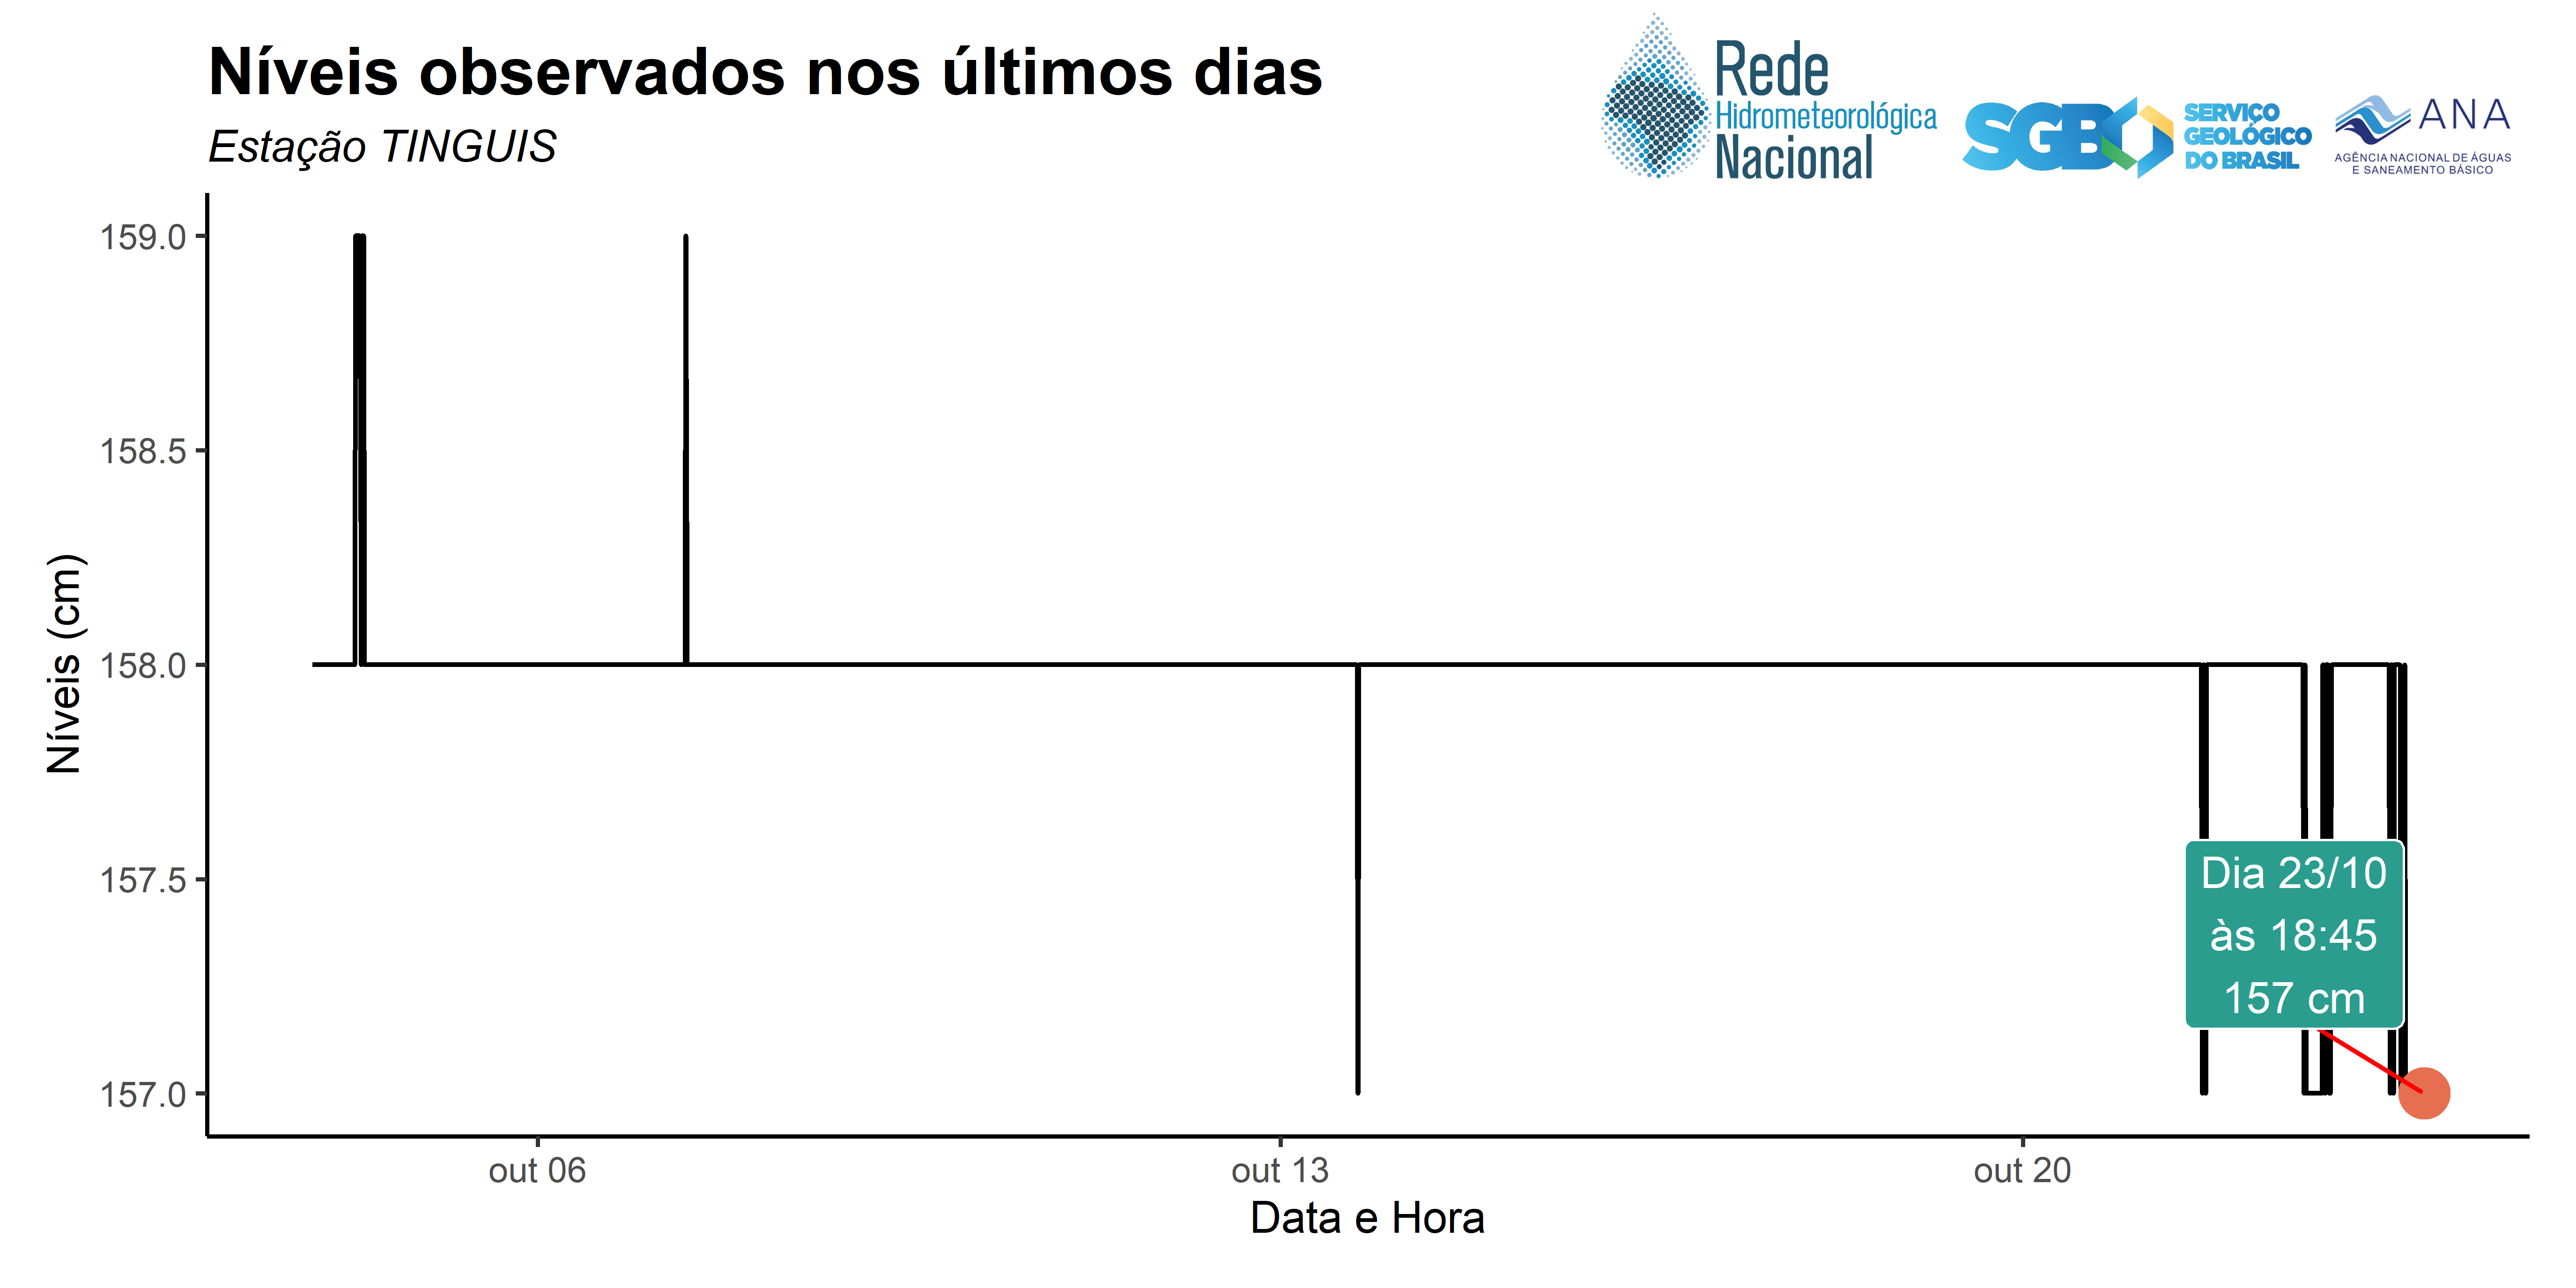 Níveis observados nos últimos dias
Estação TINGUIS
Rede
Hidrometeorológica
Nacional
SGB
SERVIÇO
GEOLÓGICO
DO BRASIL
ANA
AGÊNCIA NACIONAL DE ÁGUAS
E SANEAMENTO BÁSICO
Níveis (cm)
159.0
158.5
158.0
157.5
157.0
Dia 23/10
às 18:45
157 cm
out 06
out 13
out 20
Data e Hora